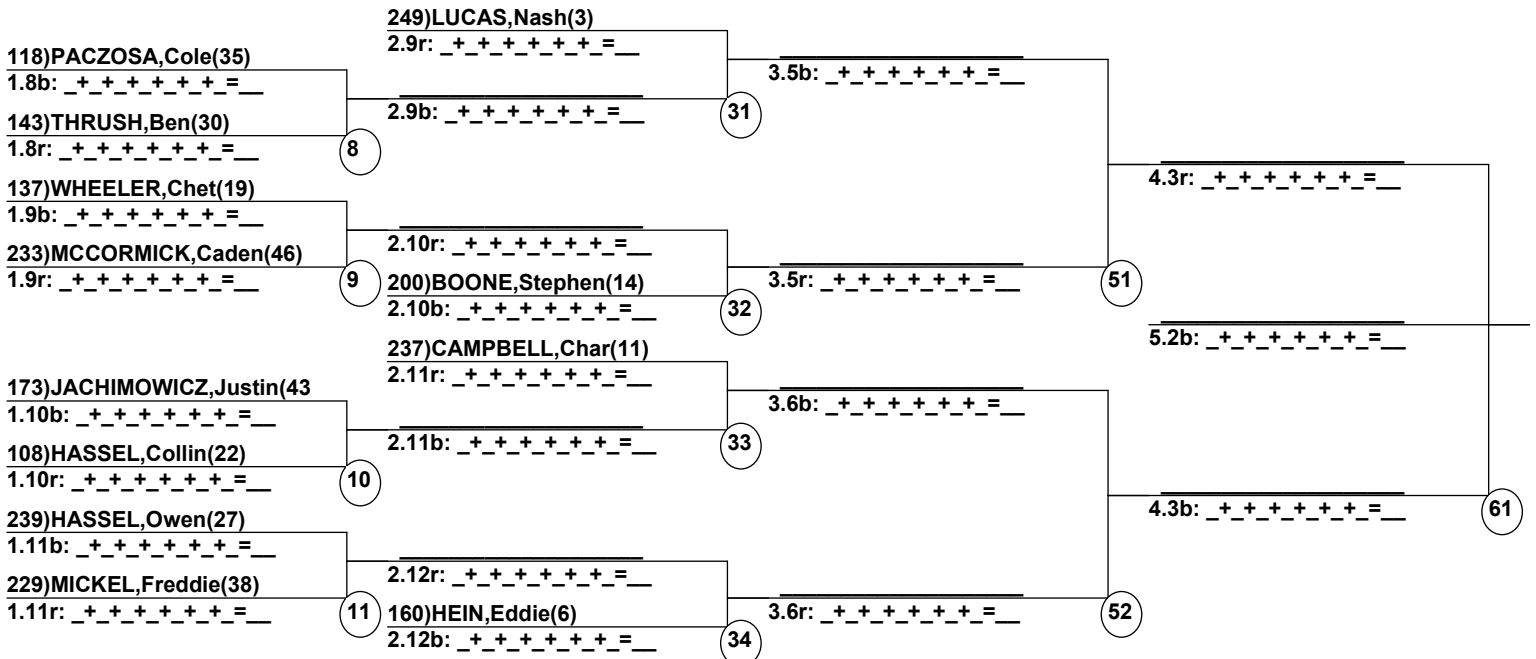 249)LUCAS,Nash(3)
2.9r: _+_+_+_+_+_=__
118)PACZOSA,Cole(35)
1.8b: _+_+_+_+_+_=__
2.9b: _+_+_+_+_+_=__
31
143)THRUSH,Ben(30)
1.8r: _+_+_+_+_+_=__
8
3.5b: _+_+_+_+_+_=__
137)WHEELER,Chet(19)
1.9b: _+_+_+_+_+_=__
2.10r: _+_+_+_+_+_=__
233)MCCORMICK,Caden(46)
1.9r: _+_+_+_+_+_=__
9
200)BOONE,Stephen(14)
2.10b: _+_+_+_+_+_=__
32
3.5r: _+_+_+_+_+_=__
51
4.3r: _+_+_+_+_+_=__
5.2b: _+_+_+_+_+_=__
237)CAMPBELL,Char(11)
2.11r: _+_+_+_+_+_=__
173)JACHIMOWICZ,Justin(43
1.10b: _+_+_+_+_+_=__
2.11b: _+_+_+_+_+_=__
33
108)HASSEL,Collin(22)
1.10r: _+_+_+_+_+_=__
10
3.6b: _+_+_+_+_+_=__
239)HASSEL,Owen(27)
1.11b: _+_+_+_+_+_=__
2.12r: _+_+_+_+_+_=__
229)MICKEL,Freddie(38)
1.11r: _+_+_+_+_+_=__
11
160)HEIN,Eddie(6)
2.12b: _+_+_+_+_+_=__
34
3.6r: _+_+_+_+_+_=__
52
4.3b: _+_+_+_+_+_=__
61